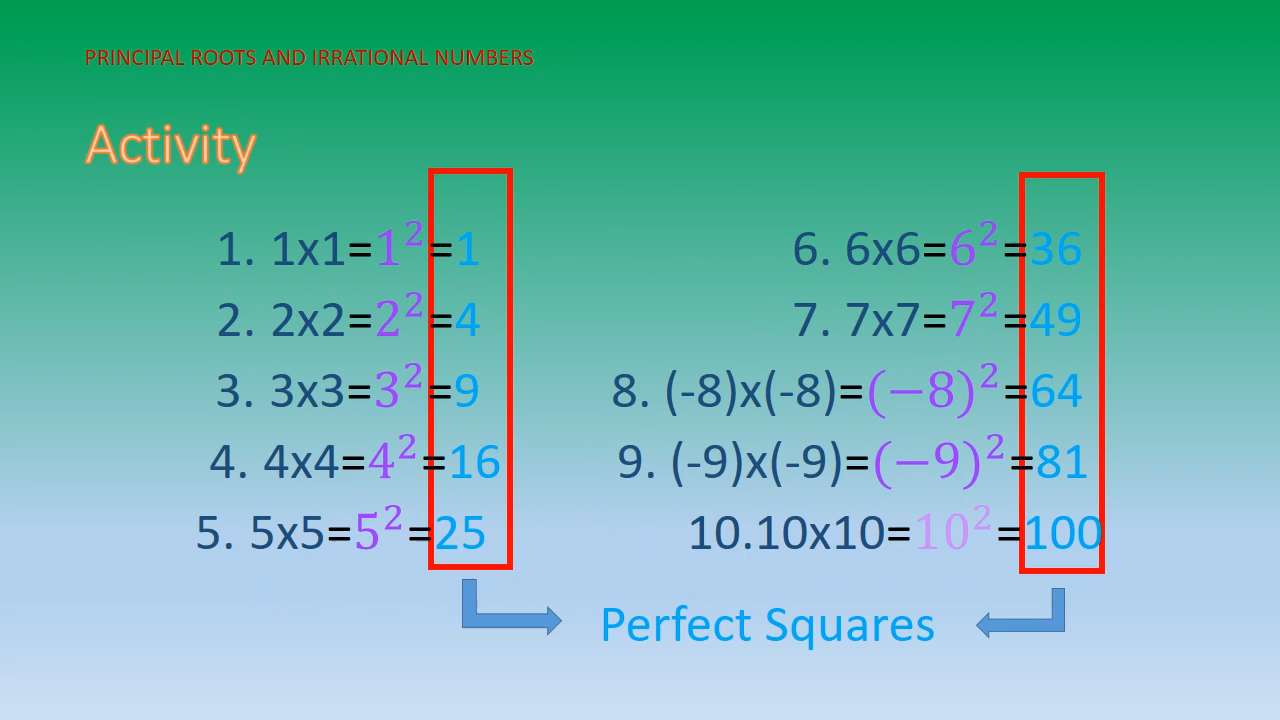 PRINCIPAL ROOTS AND IRRATIONAL NUMBERS
Activity
1. 1x1=1²=1
2. 2x2=2²=4
3. 3x3=3²=9
4. 4x4=4²=16
5. 5x5=5²=25
6. 6x6=6²=36
7. 7x7=7²=49
8. (-8)x(-8)=(−8)²=64
9. (-9)x(-9)=(−9)²=81
10.10x10=10²=100
Perfect Squares